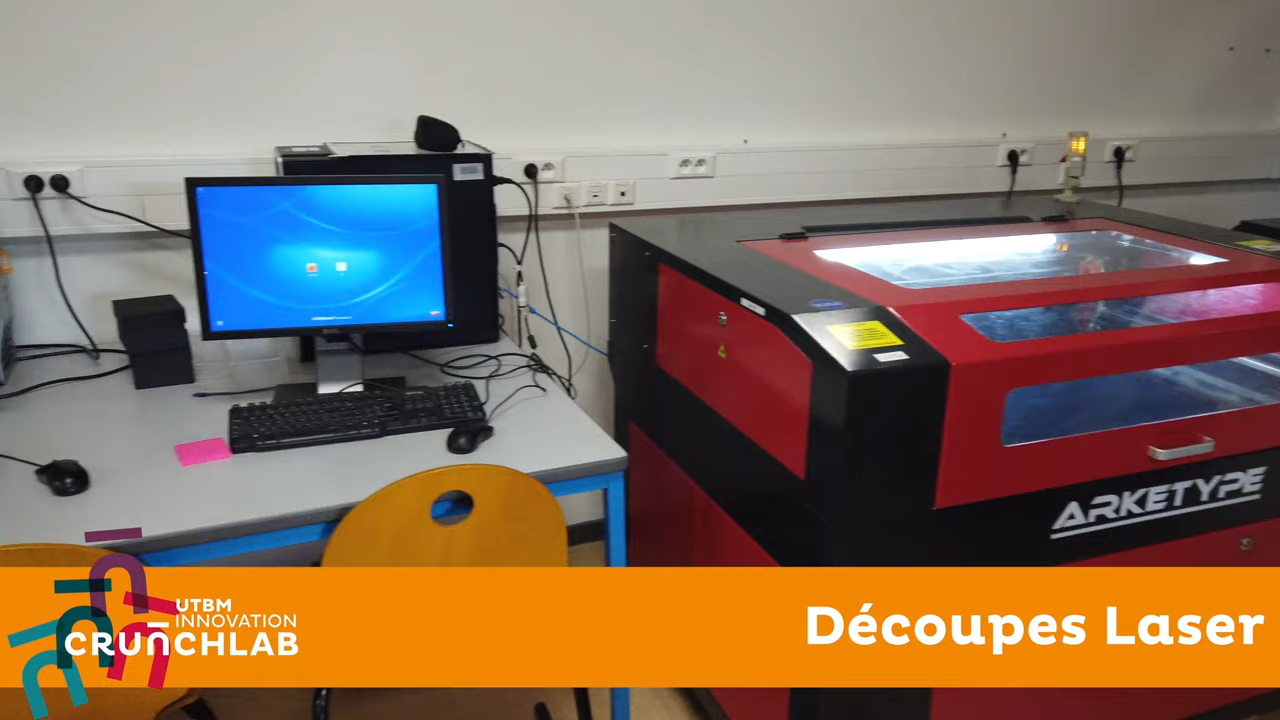 ARKETYPE
UTBM
INNOVATION
CRUNCHLAB
Découpes Laser